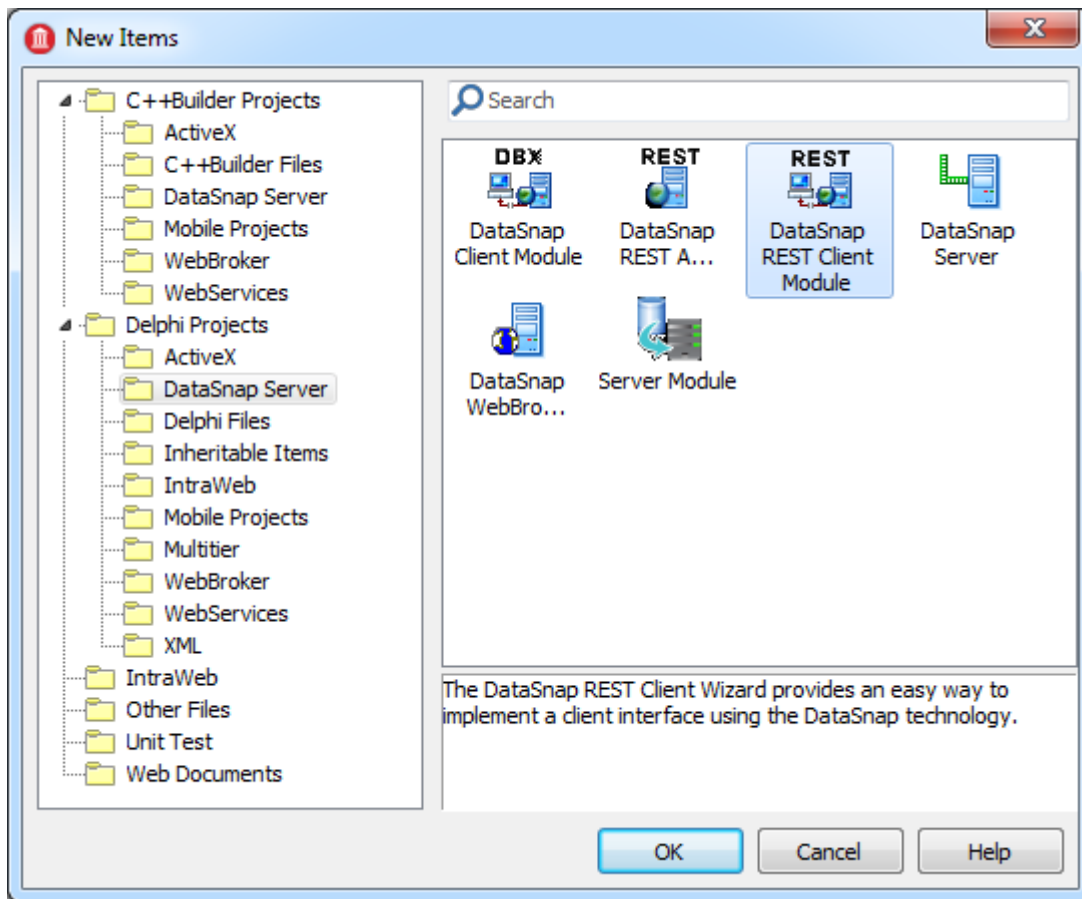 New Items
C++Builder Projects
ActiveX
C++Builder Files
DataSnap Server
Mobile Projects
WebBroker
WebServices
Delphi Projects
ActiveX
DataSnap Server
Delphi Files
Inheritable Items
IntraWeb
Mobile Projects
Multitier
WebBroker
WebServices
XML
IntraWeb
Other Files
Unit Test
Web Documents
Search
DBX
DataSnap
Client Module
REST
DataSnap
REST A...
REST
DataSnap
REST Client
Module
DataSnap
Server
DataSnap
WebBro...
Server Module
The DataSnap REST Client Wizard provides an easy way to
implement a client interface using the DataSnap technology.
OK
Cancel
Help